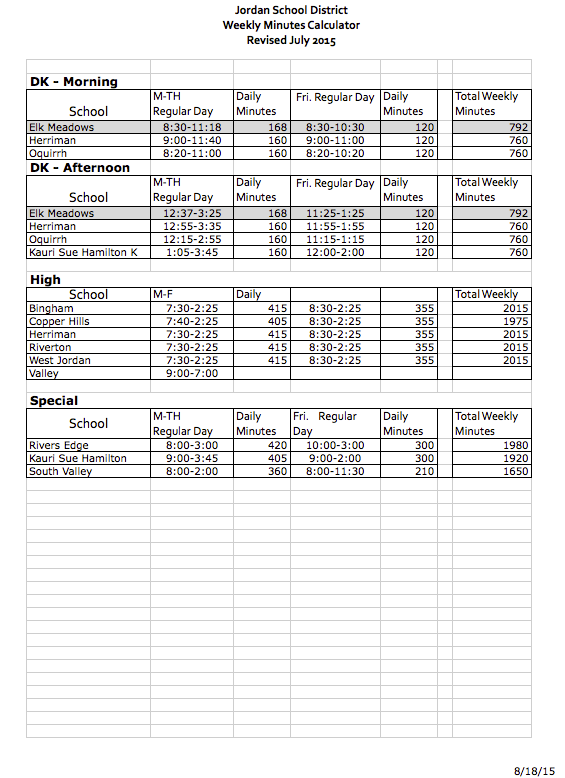 Jordan School District
Weekly Minutes Calculator
Revised July 2015
DK - Morning
School M-TH Regular Day Daily Minutes Fri. Regular Day Daily Minutes Total Weekly Minutes
Elk Meadows 8:30-11:18 168 8:30-10:30 120 792
Herriman 9:00-11:40 160 9:00-11:00 120 760
Oquirrh 8:20-11:00 160 8:20-10:20 120 760
DK - Afternoon
School M-TH Regular Day Daily Minutes Fri. Regular Day Daily Minutes Total Weekly Minutes
Elk Meadows 12:37-3:25 168 11:25-1:25 120 792
Herriman 12:55-3:35 160 11:55-1:55 120 760
Oquirrh 12:15-2:55 160 11:15-1:15 120 760
Kauri Sue Hamilton K 1:05-3:45 160 12:00-2:00 120 760
High
School M-F Daily Total Weekly
Bingham 7:30-2:25 415 8:30-2:25 355 2015
Copper Hills 7:40-2:25 405 8:30-2:25 355 1975
Herriman 7:30-2:25 415 8:30-2:25 355 2015
Riverton 7:30-2:25 415 8:30-2:25 355 2015
West Jordan 7:30-2:25 415 8:30-2:25 355 2015
Valley 9:00-7:00
Special
School M-TH Regular Day Daily Minutes Fri. Regular Day Daily Minutes Total Weekly Minutes
Rivers Edge 8:00-3:00 420 10:00-3:00 300 1980
Kauri Sue Hamilton 9:00-3:45 405 9:00-2:00 300 1920
South Valley 8:00-2:00 360 8:00-11:30 210 1650
8/18/15